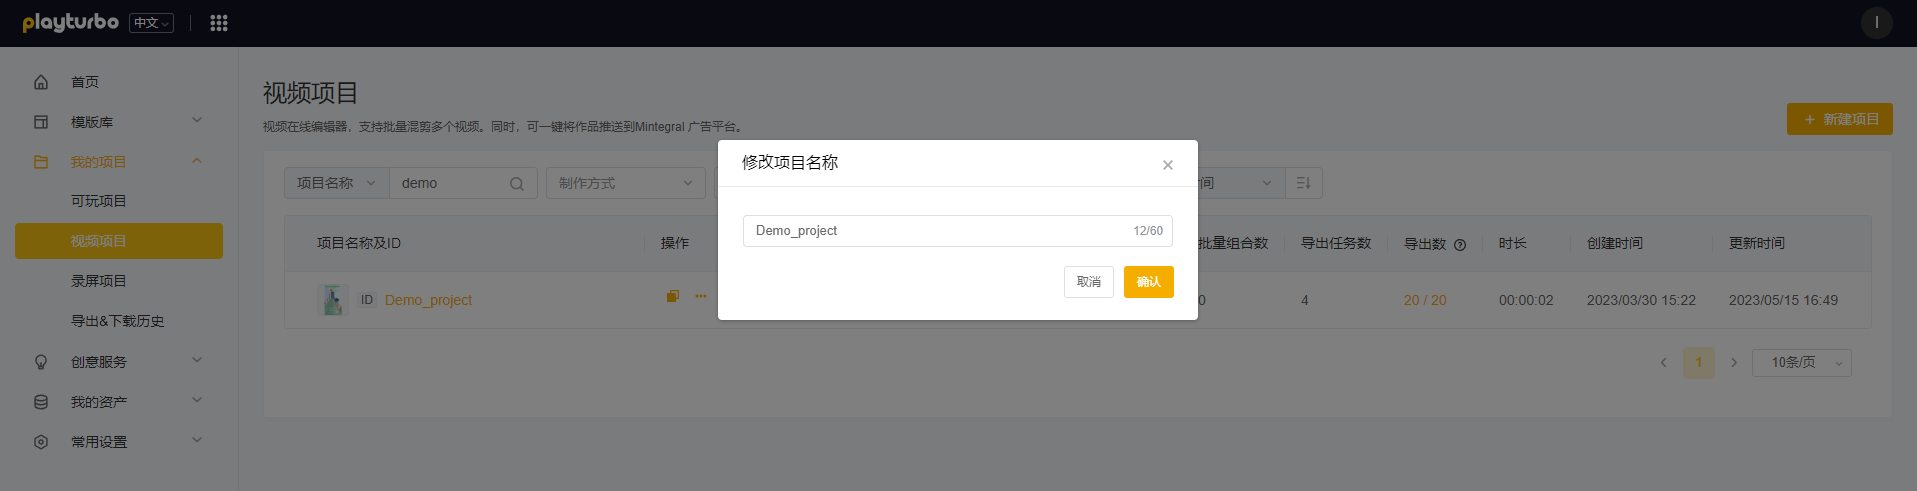 playturbo 中文 I
首页
模版库
我的项目
可玩项目
视频项目
录屏项目
导出&下载历史
创意服务
我的资产
常用设置
视频项目
视频在线编辑器，支持批量混剪多个视频。同时，可一键将作品推送到Mintegral 广告平台。
+ 新建项目
项目名称 demo 制作方式 间
项目名称及ID 操作 批量组合数 导出任务数 导出数 时长 创建时间 更新时间
ID Demo_project 0 4 20 / 20 00:00:02 2023/03/30 15:22 2023/05/15 16:49
1 10条/页
修改项目名称
Demo_project 12/60
取消 确认